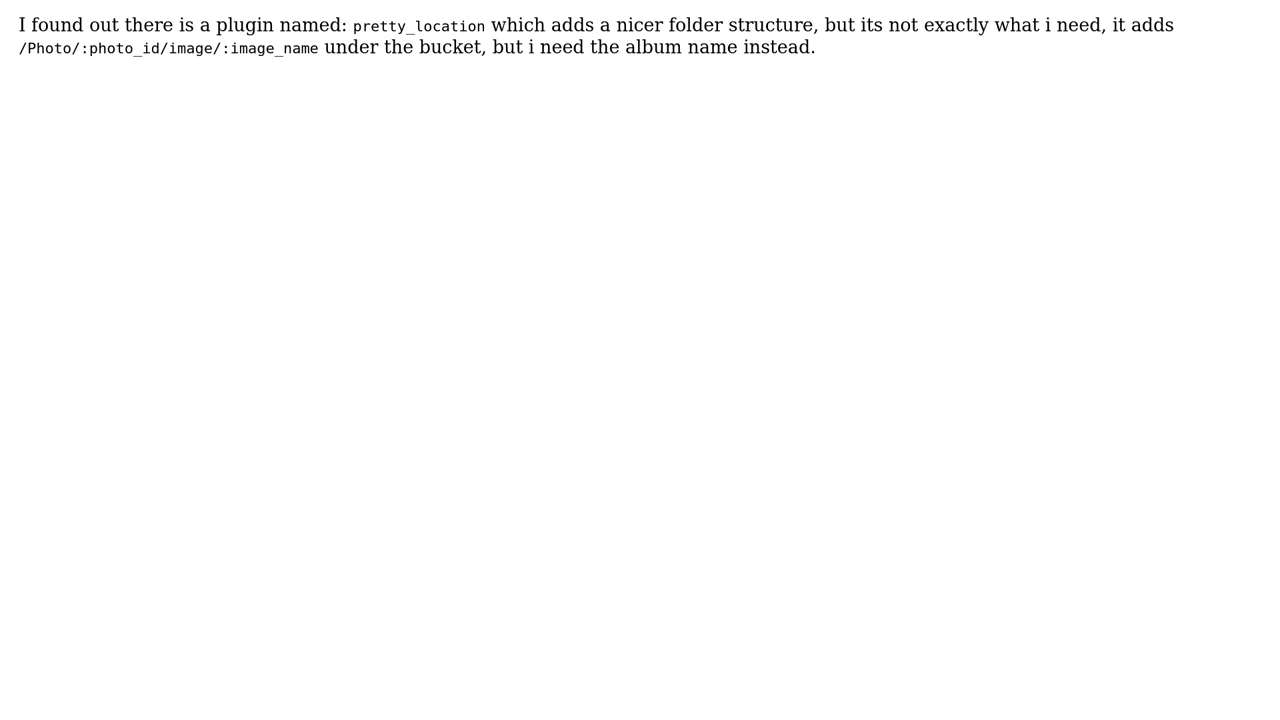 I found out there is a plugin named: pretty_location which adds a nicer folder structure, but its not exactly what i need, it adds
/Photo/:photo_id/image/:image_name under the bucket, but i need the album name instead.